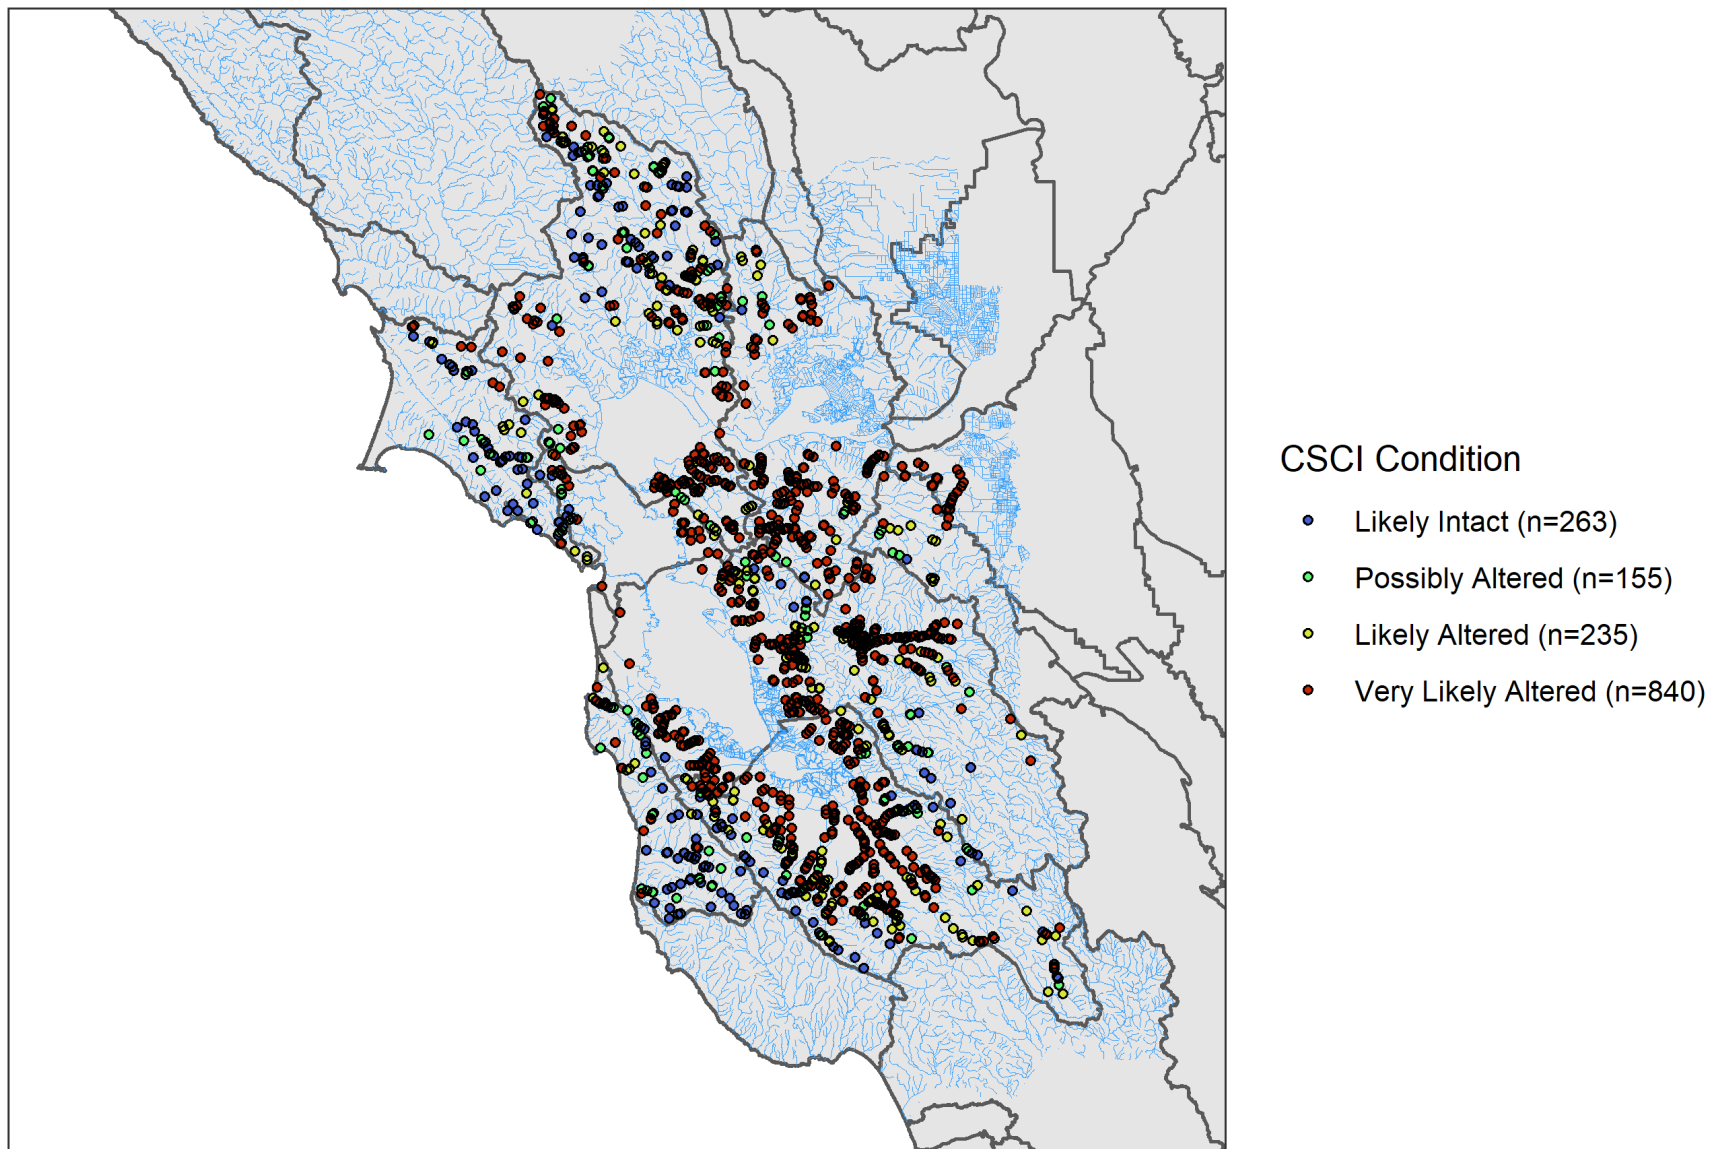 CSCI Condition
Likely Intact (n=263)
Possibly Altered (n=155)
Likely Altered (n=235)
Very Likely Altered (n=840)